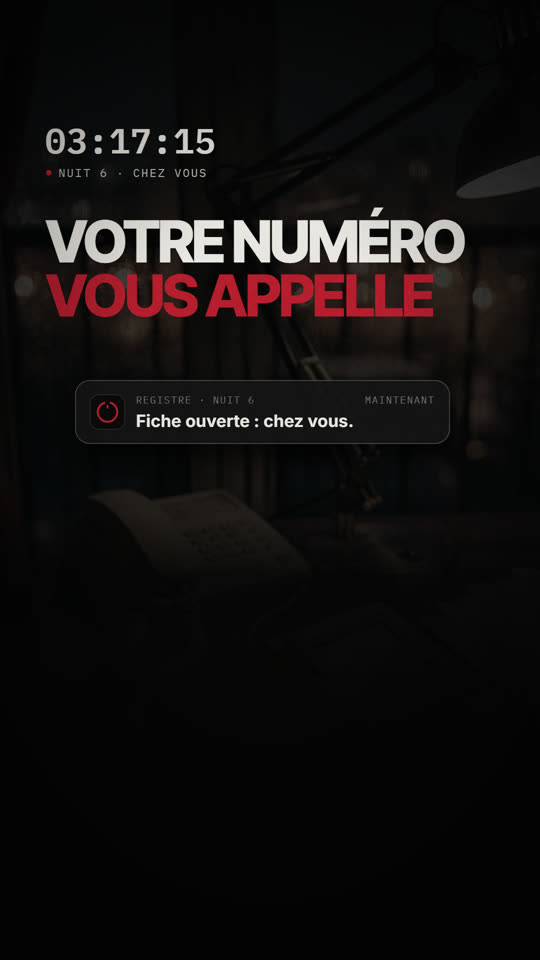 03:17:15
NUIT 6 · CHEZ VOUS
VOTRE NUMÉRO
VOUS APPELLE
REGISTRE · NUIT 6
MAINTENANT
Fiche ouverte : chez vous.